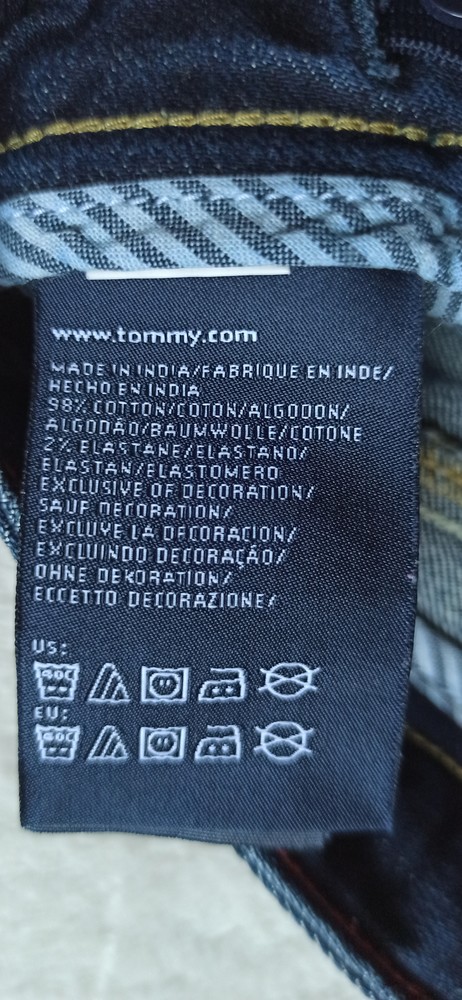 www.tommy.com
MADE IN INDIA/FABRIQUE EN INDE/
HECHO EN INDIA
98% COTTON/COTON/ALGODON/
ALGODÃO/BAUMWOLLE/COTONE
2% ELASTANE/ELASTANO/
ELASTAN/ELASTOMERO
EXCLUSIVE OF DECORATION/
SAUF DECORATION/
EXCLUYE LA DECORACION/
EXCLUINDO DECORAÇÃO/
OHNE DEKORATION/
ECCETTO DECORAZIONE/
US:
40C
EU:
40C